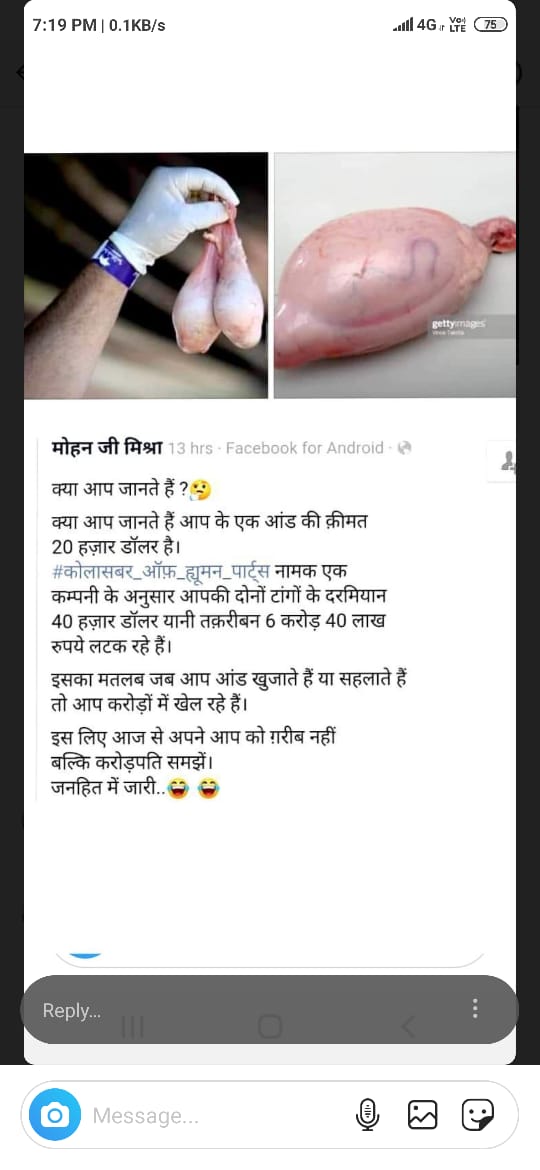 7:19 PM | 0.1KB/s
4G
Vo) LTE
75
gettyimages
मोहन जी मिश्रा 13 hrs · Facebook for Android ·
क्या आप जानते हैं ?🤔
क्या आप जानते हैं आप के एक आंड की क़ीमत
20 हज़ार डॉलर है।
#कोलासबर_ऑफ़_ह्यूमन_पार्ट्स नामक एक
कम्पनी के अनुसार आपकी दोनों टांगों के दरमियान
40 हज़ार डॉलर यानी तक़रीबन 6 करोड़ 40 लाख
रुपये लटक रहे हैं।
इसका मतलब जब आप आंड खुजाते हैं या सहलाते हैं
तो आप करोड़ों में खेल रहे हैं।
इस लिए आज से अपने आप को ग़रीब नहीं
बल्कि करोड़पति समझें।
जनहित में जारी..😂 😂
Reply...
Message...